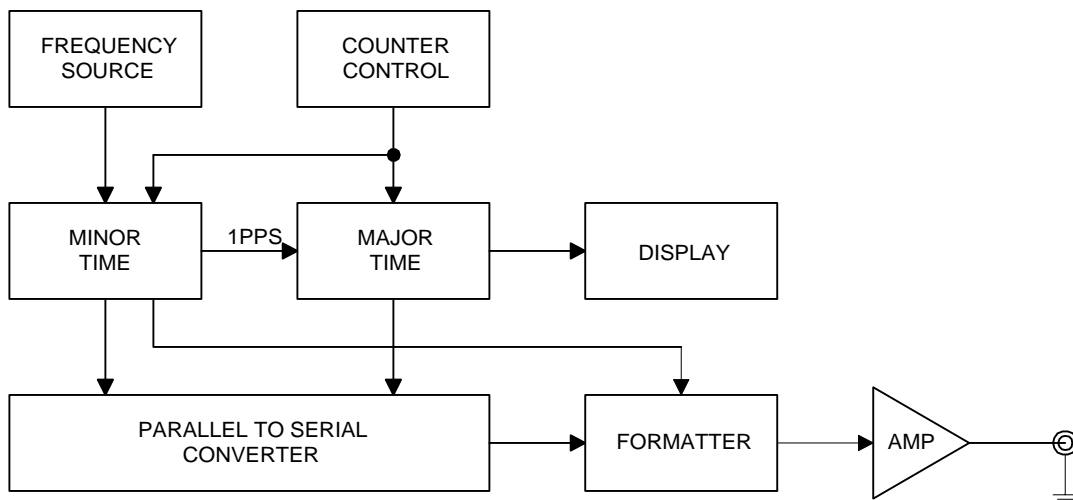 FREQUENCY
SOURCE
COUNTER
CONTROL
MINOR
TIME
1PPS
MAJOR
TIME
DISPLAY
PARALLEL TO SERIAL
CONVERTER
FORMATTER
AMP